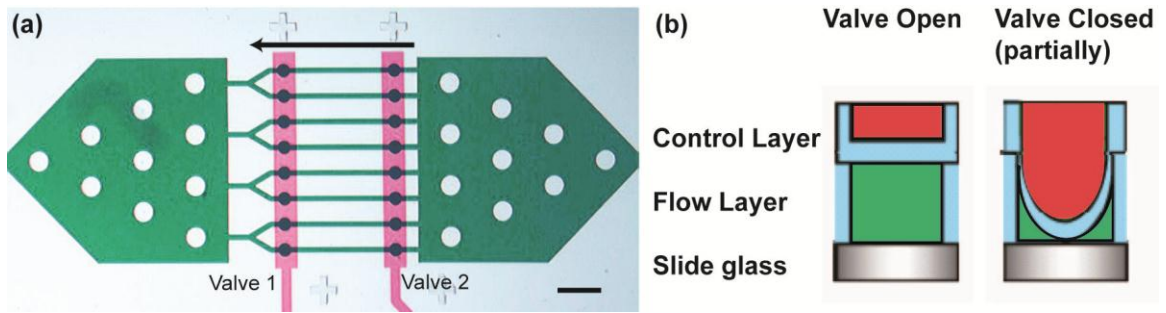 (a)
Valve 1
Valve 2
(b)
Valve Open
Valve Closed
(partially)
Control Layer
Flow Layer
Slide glass